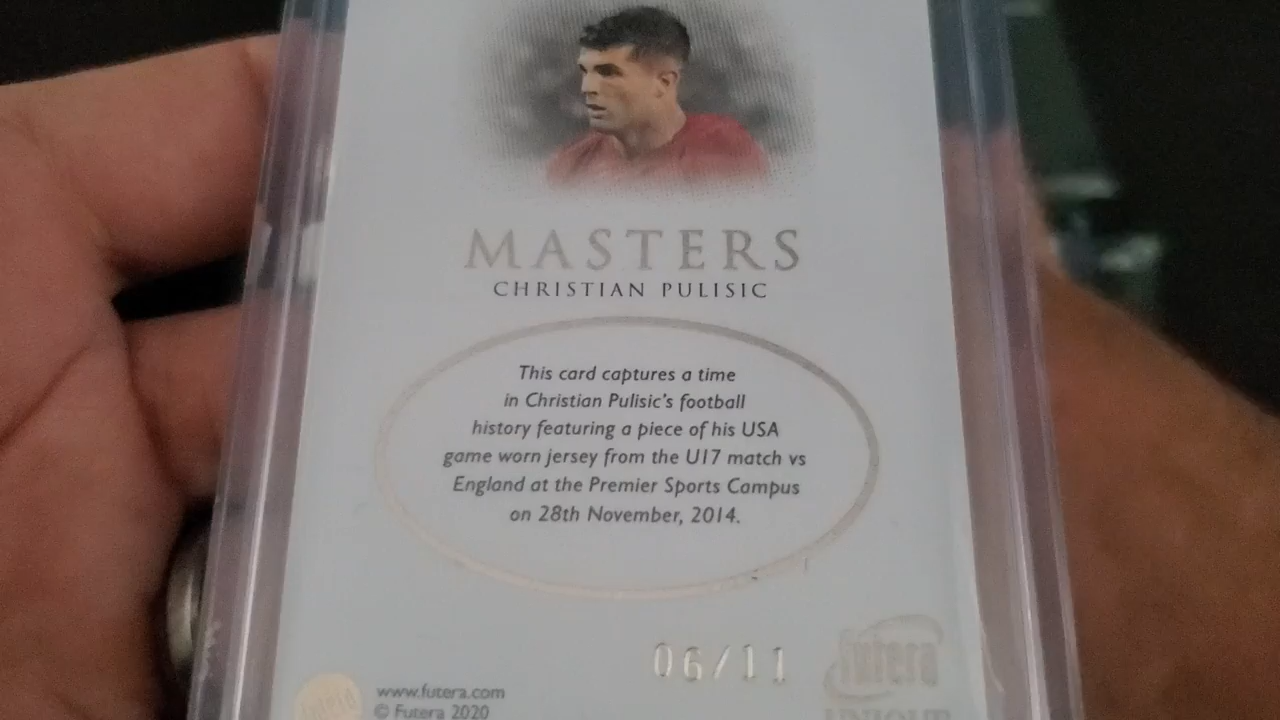 MASTERS
CHRISTIAN PULISIC
This card captures a time
in Christian Pulisic's football
history featuring a piece of his USA
game worn jersey from the U17 match vs
England at the Premier Sports Campus
on 28th November, 2014.
06/11
futera
UNIQUE
www.futera.com
© Futera 2020